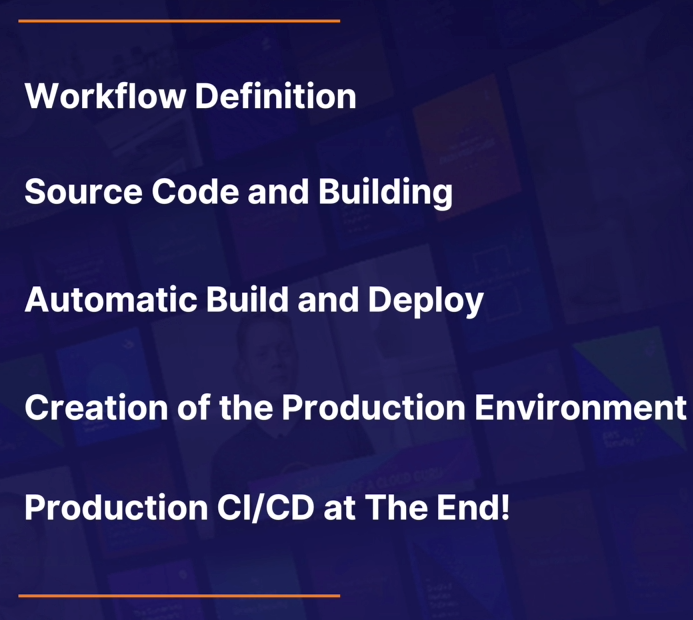 Workflow Definition
Source Code and Building
Automatic Build and Deploy
Creation of the Production Environment
Production CI/CD at The End!